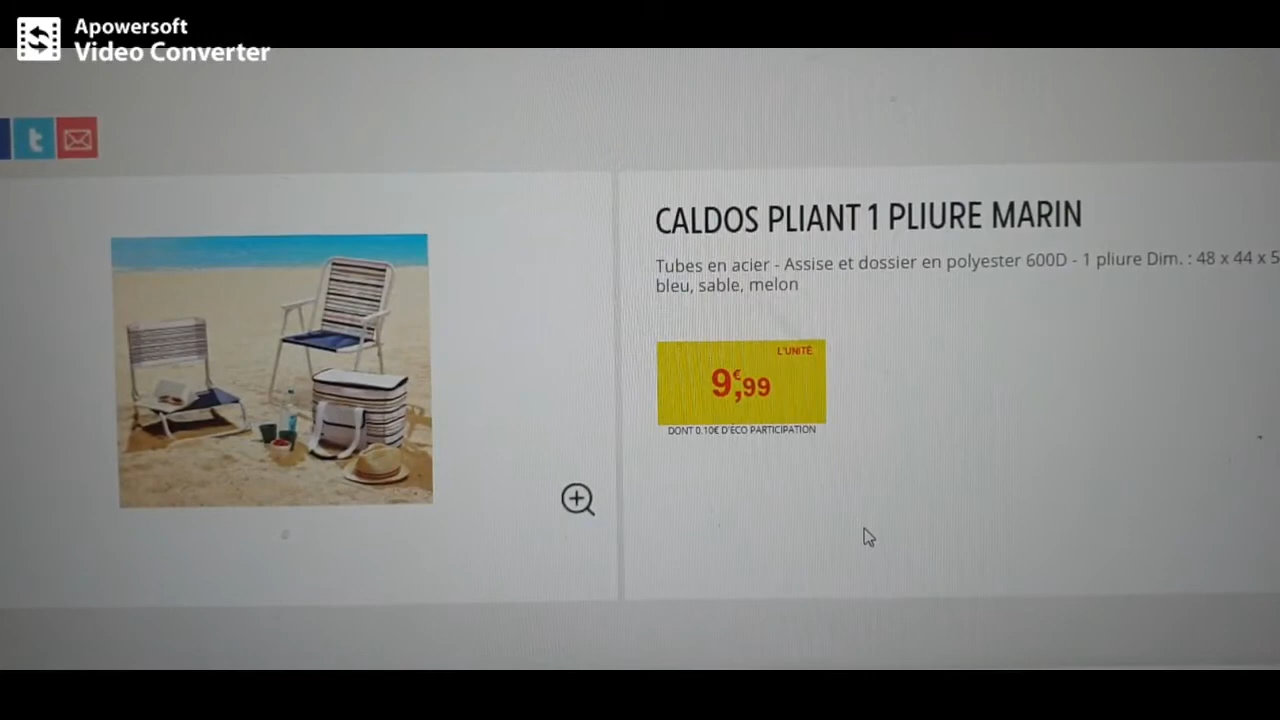 Apowersoft
Video Converter
t
CALDOS PLIANT 1 PLIURE MARIN
Tubes en acier - Assise et dossier en polyester 600D - 1 pliure Dim. : 48 x 44 x 5
bleu, sable, melon
L'UNITÉ
9€,99
DONT 0.10€ D'ÉCO PARTICIPATION